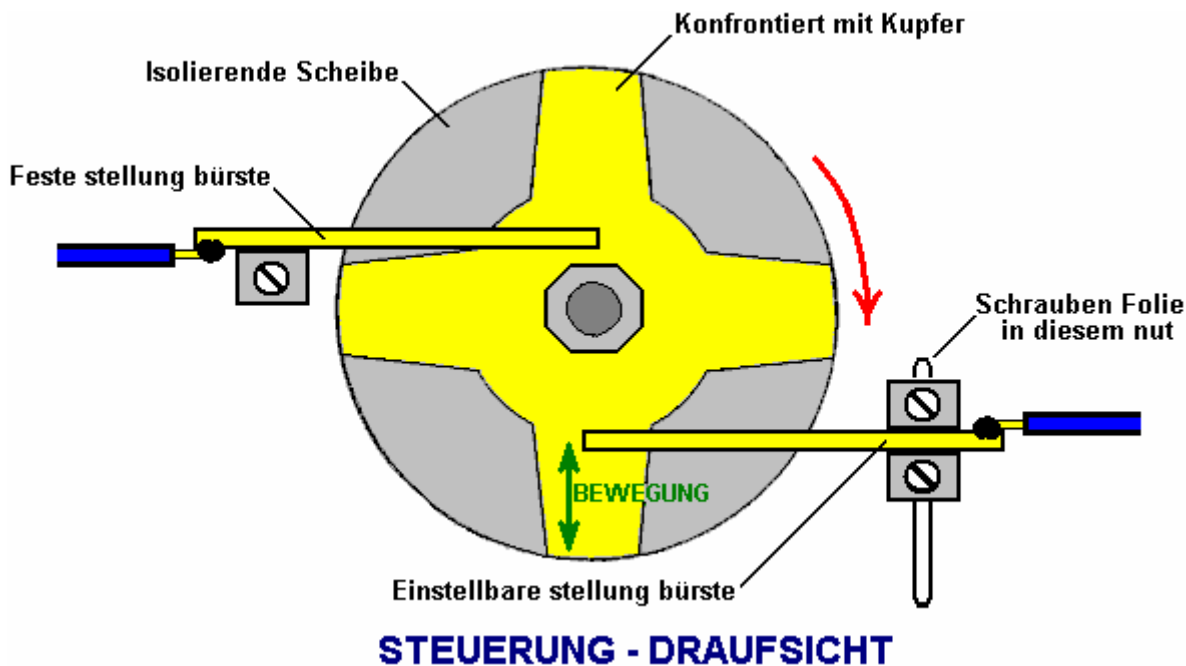 Konfrontiert mit Kupfer
Isolierende Scheibe
Feste stellung bürste
Schrauben Folie
in diesem nut
BEWEGUNG
Einstellbare stellung bürste
STEUERUNG - DRAUFSICHT